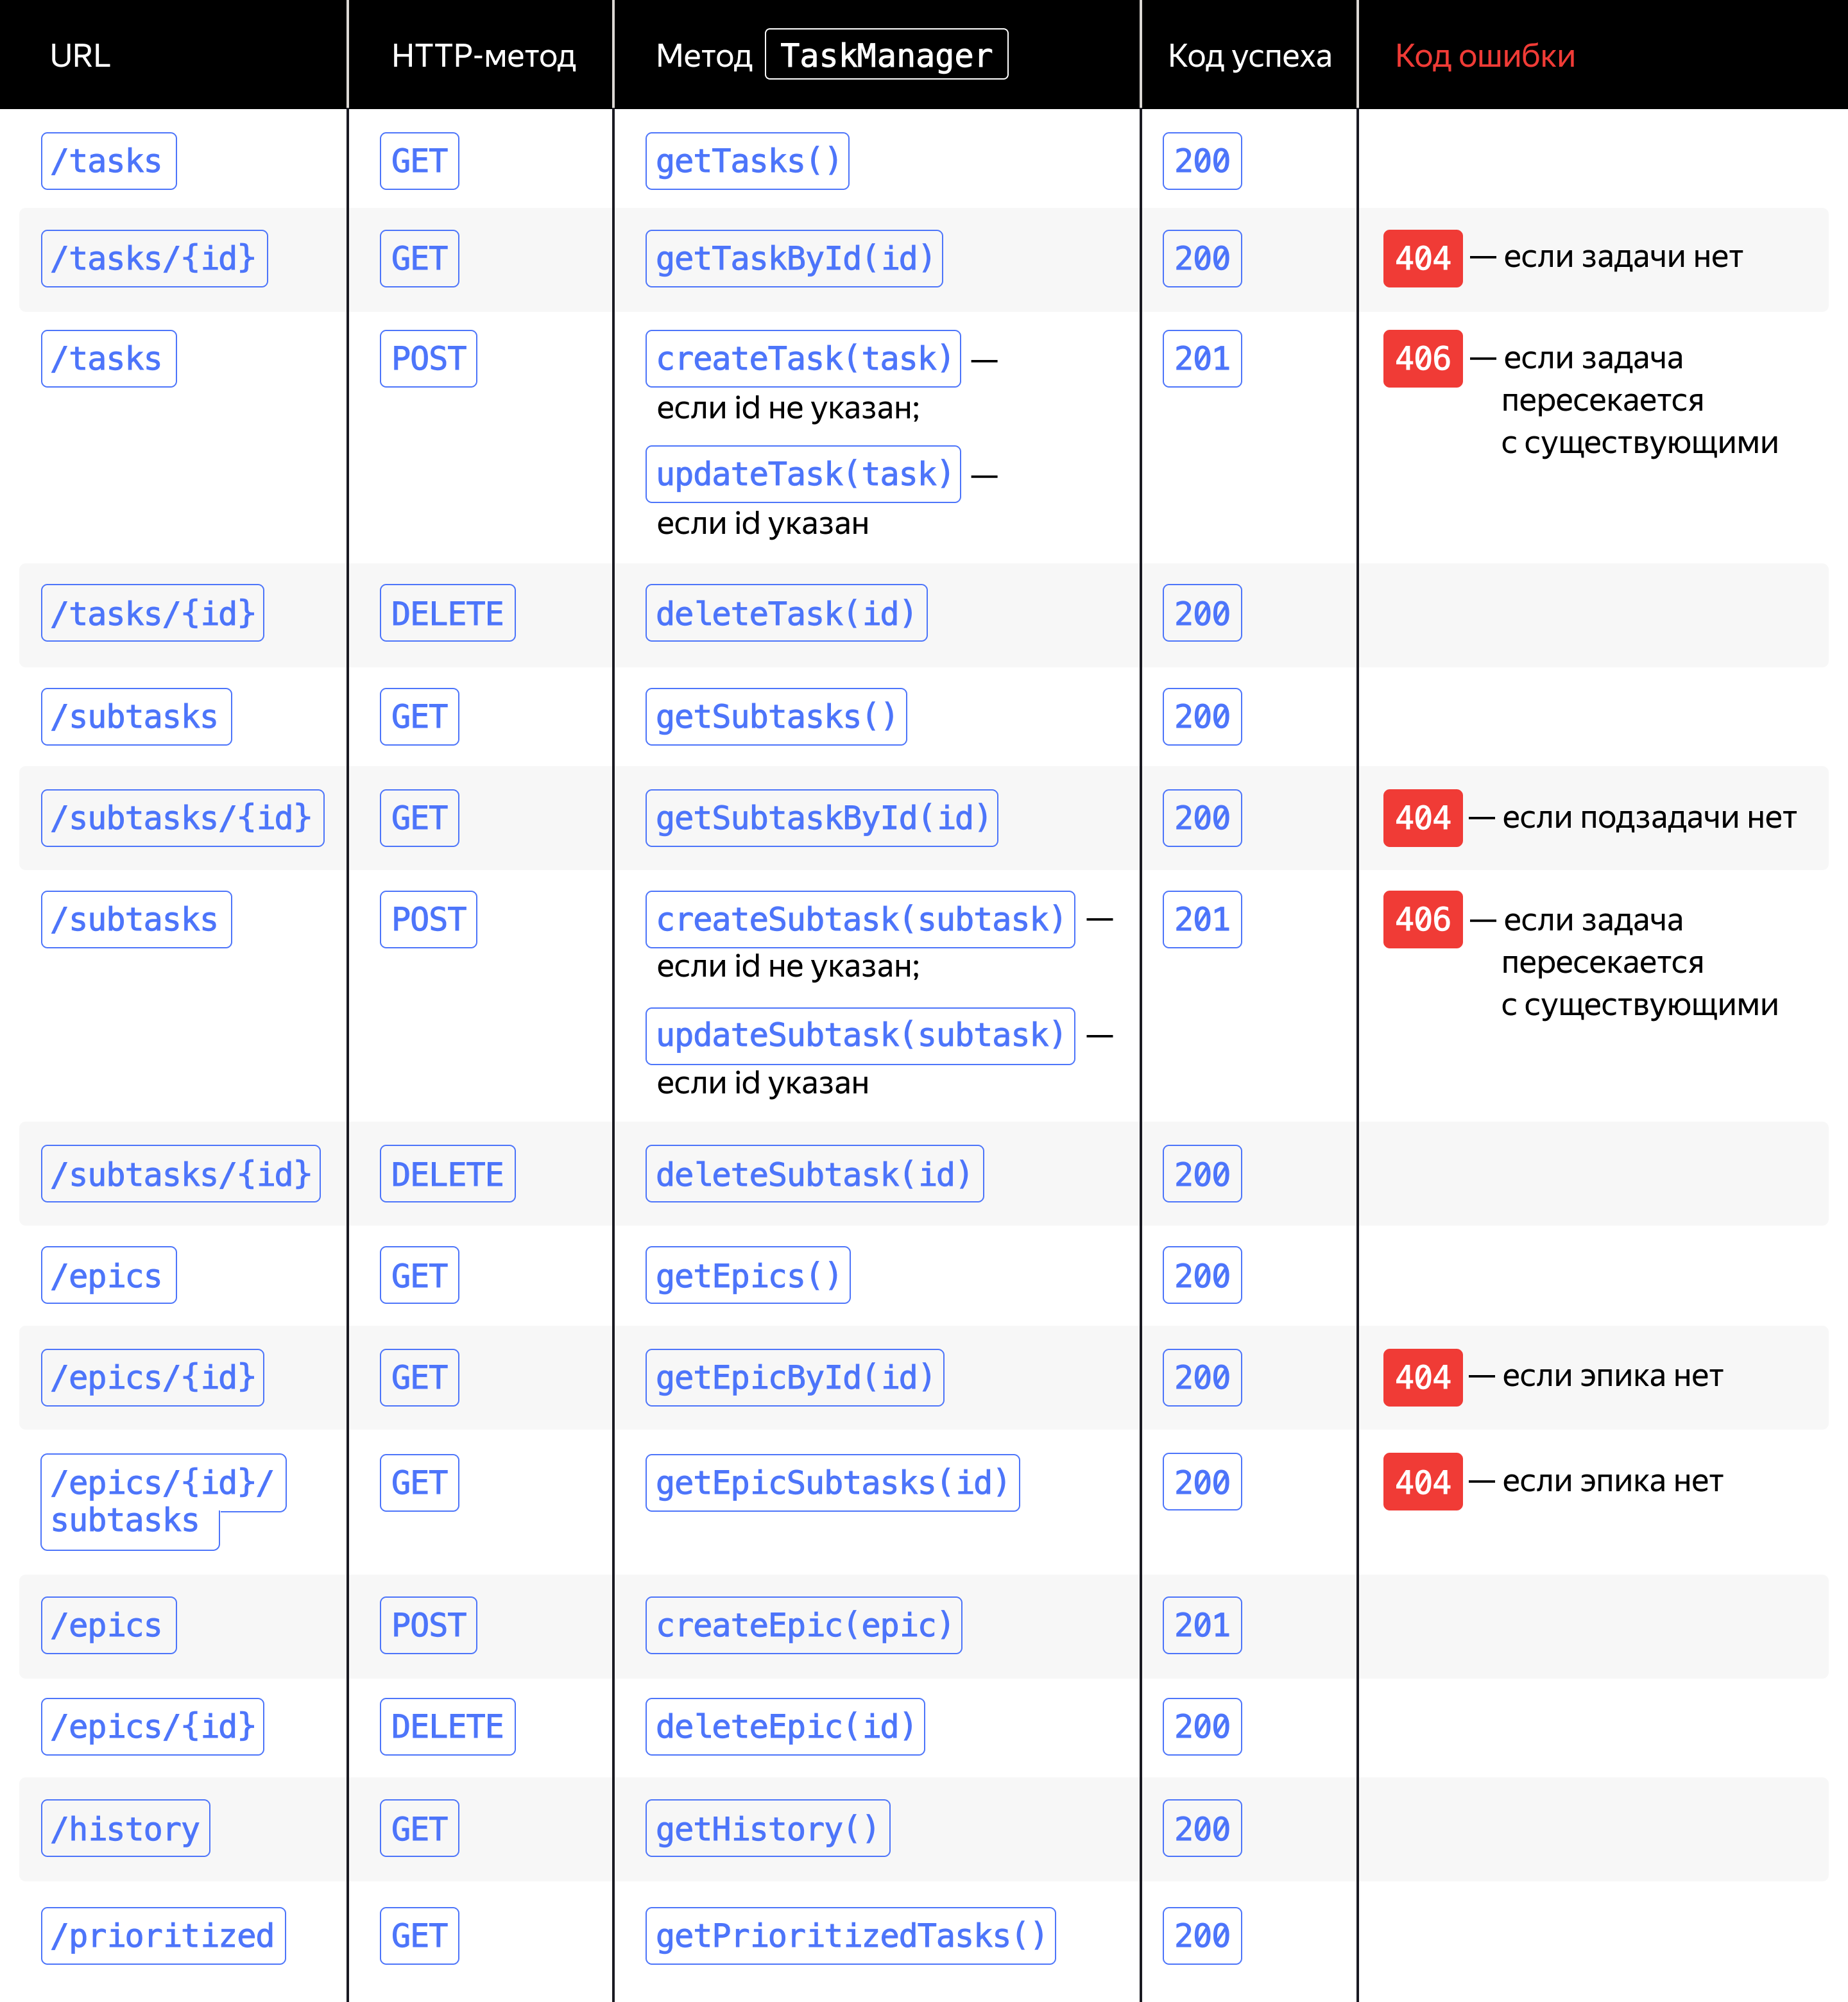 URL HTTP-метод Метод TaskManager Код успеха Код ошибки
/tasks GET getTasks() 200
/tasks/{id} GET getTaskById(id) 200 404 — если задачи нет
/tasks POST createTask(task) — 201 406 — если задача
пересекается
если id не указан;
с существующими
updateTask(task) —
если id указан
/tasks/{id} DELETE deleteTask(id) 200
/subtasks GET getSubtasks() 200
/subtasks/{id} GET getSubtaskById(id) 200 404 — если подзадачи нет
/subtasks POST createSubtask(subtask) — 201 406 — если задача
пересекается
если id не указан;
с существующими
updateSubtask(subtask) —
если id указан
/subtasks/{id} DELETE deleteSubtask(id) 200
/epics GET getEpics() 200
/epics/{id} GET getEpicById(id) 200 404 — если эпика нет
/epics/{id}/ GET getEpicSubtasks(id) 200 404 — если эпика нет
subtasks
/epics POST createEpic(epic) 201
/epics/{id} DELETE deleteEpic(id) 200
/history GET getHistory() 200
/prioritized GET getPrioritizedTasks() 200